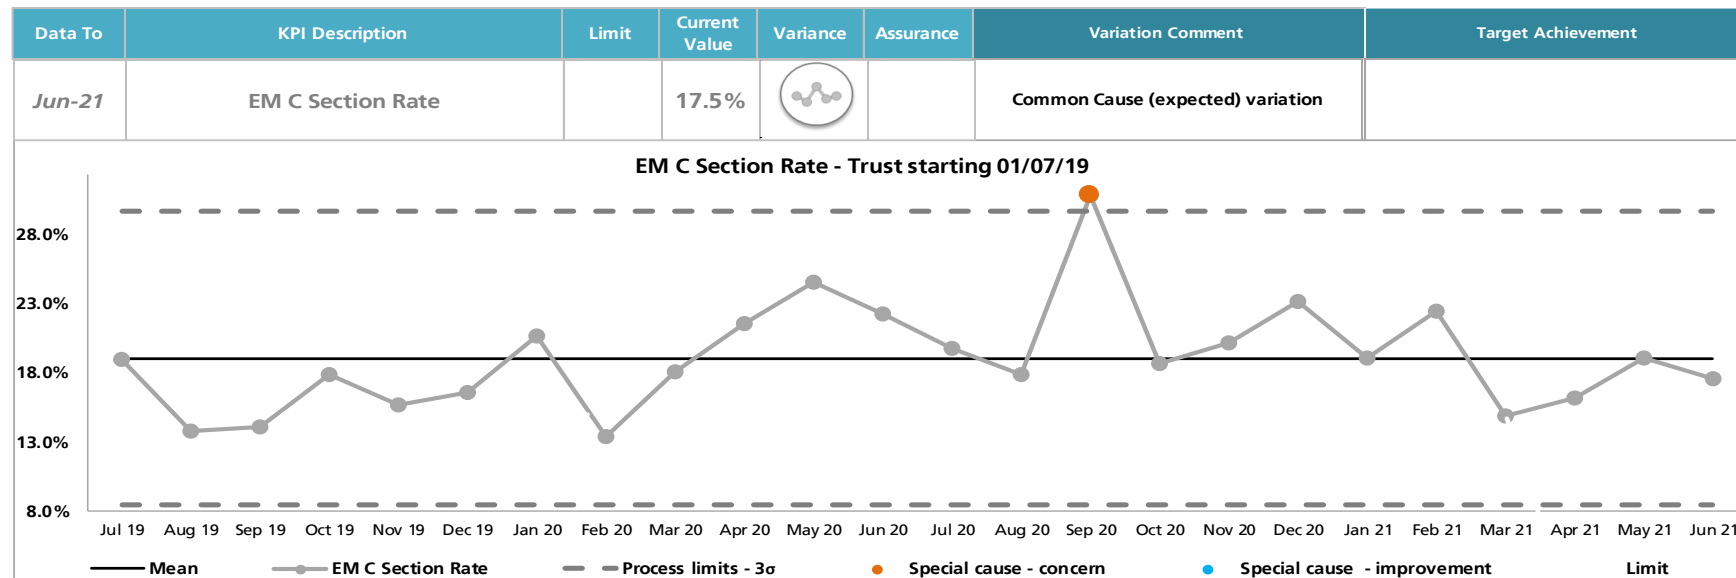 Data To KPI Description Limit Current Value Variance Assurance Variation Comment Target Achievement
Jun-21 EM C Section Rate 17.5% Common Cause (expected) variation
EM C Section Rate - Trust starting 01/07/19
28.0%
23.0%
18.0%
13.0%
8.0%
Jul 19 Aug 19 Sep 19 Oct 19 Nov 19 Dec 19 Jan 20 Feb 20 Mar 20 Apr 20 May 20 Jun 20 Jul 20 Aug 20 Sep 20 Oct 20 Nov 20 Dec 20 Jan 21 Feb 21 Mar 21 Apr 21 May 21 Jun 21
Mean EM C Section Rate Process limits - 3σ Special cause - concern Special cause - improvement Limit